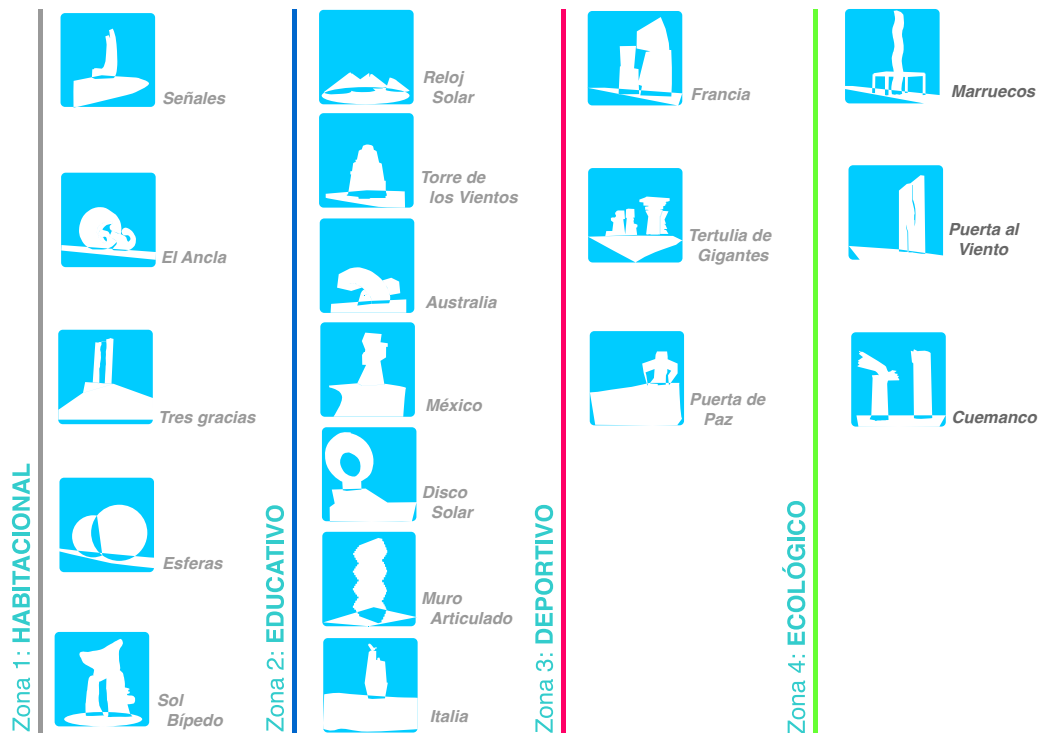 Zona 1: HABITACIONAL
Señales
El Ancla
Tres gracias
Esferas
Sol
Bípedo
Zona 2: EDUCATIVO
Reloj
Solar
Torre de
los Vientos
Australia
México
Disco
Solar
Muro
Articulado
Italia
Zona 3: DEPORTIVO
Francia
Tertulia de
Gigantes
Puerta de
Paz
Zona 4: ECOLÓGICO
Marruecos
Puerta al
Viento
Cuemanco